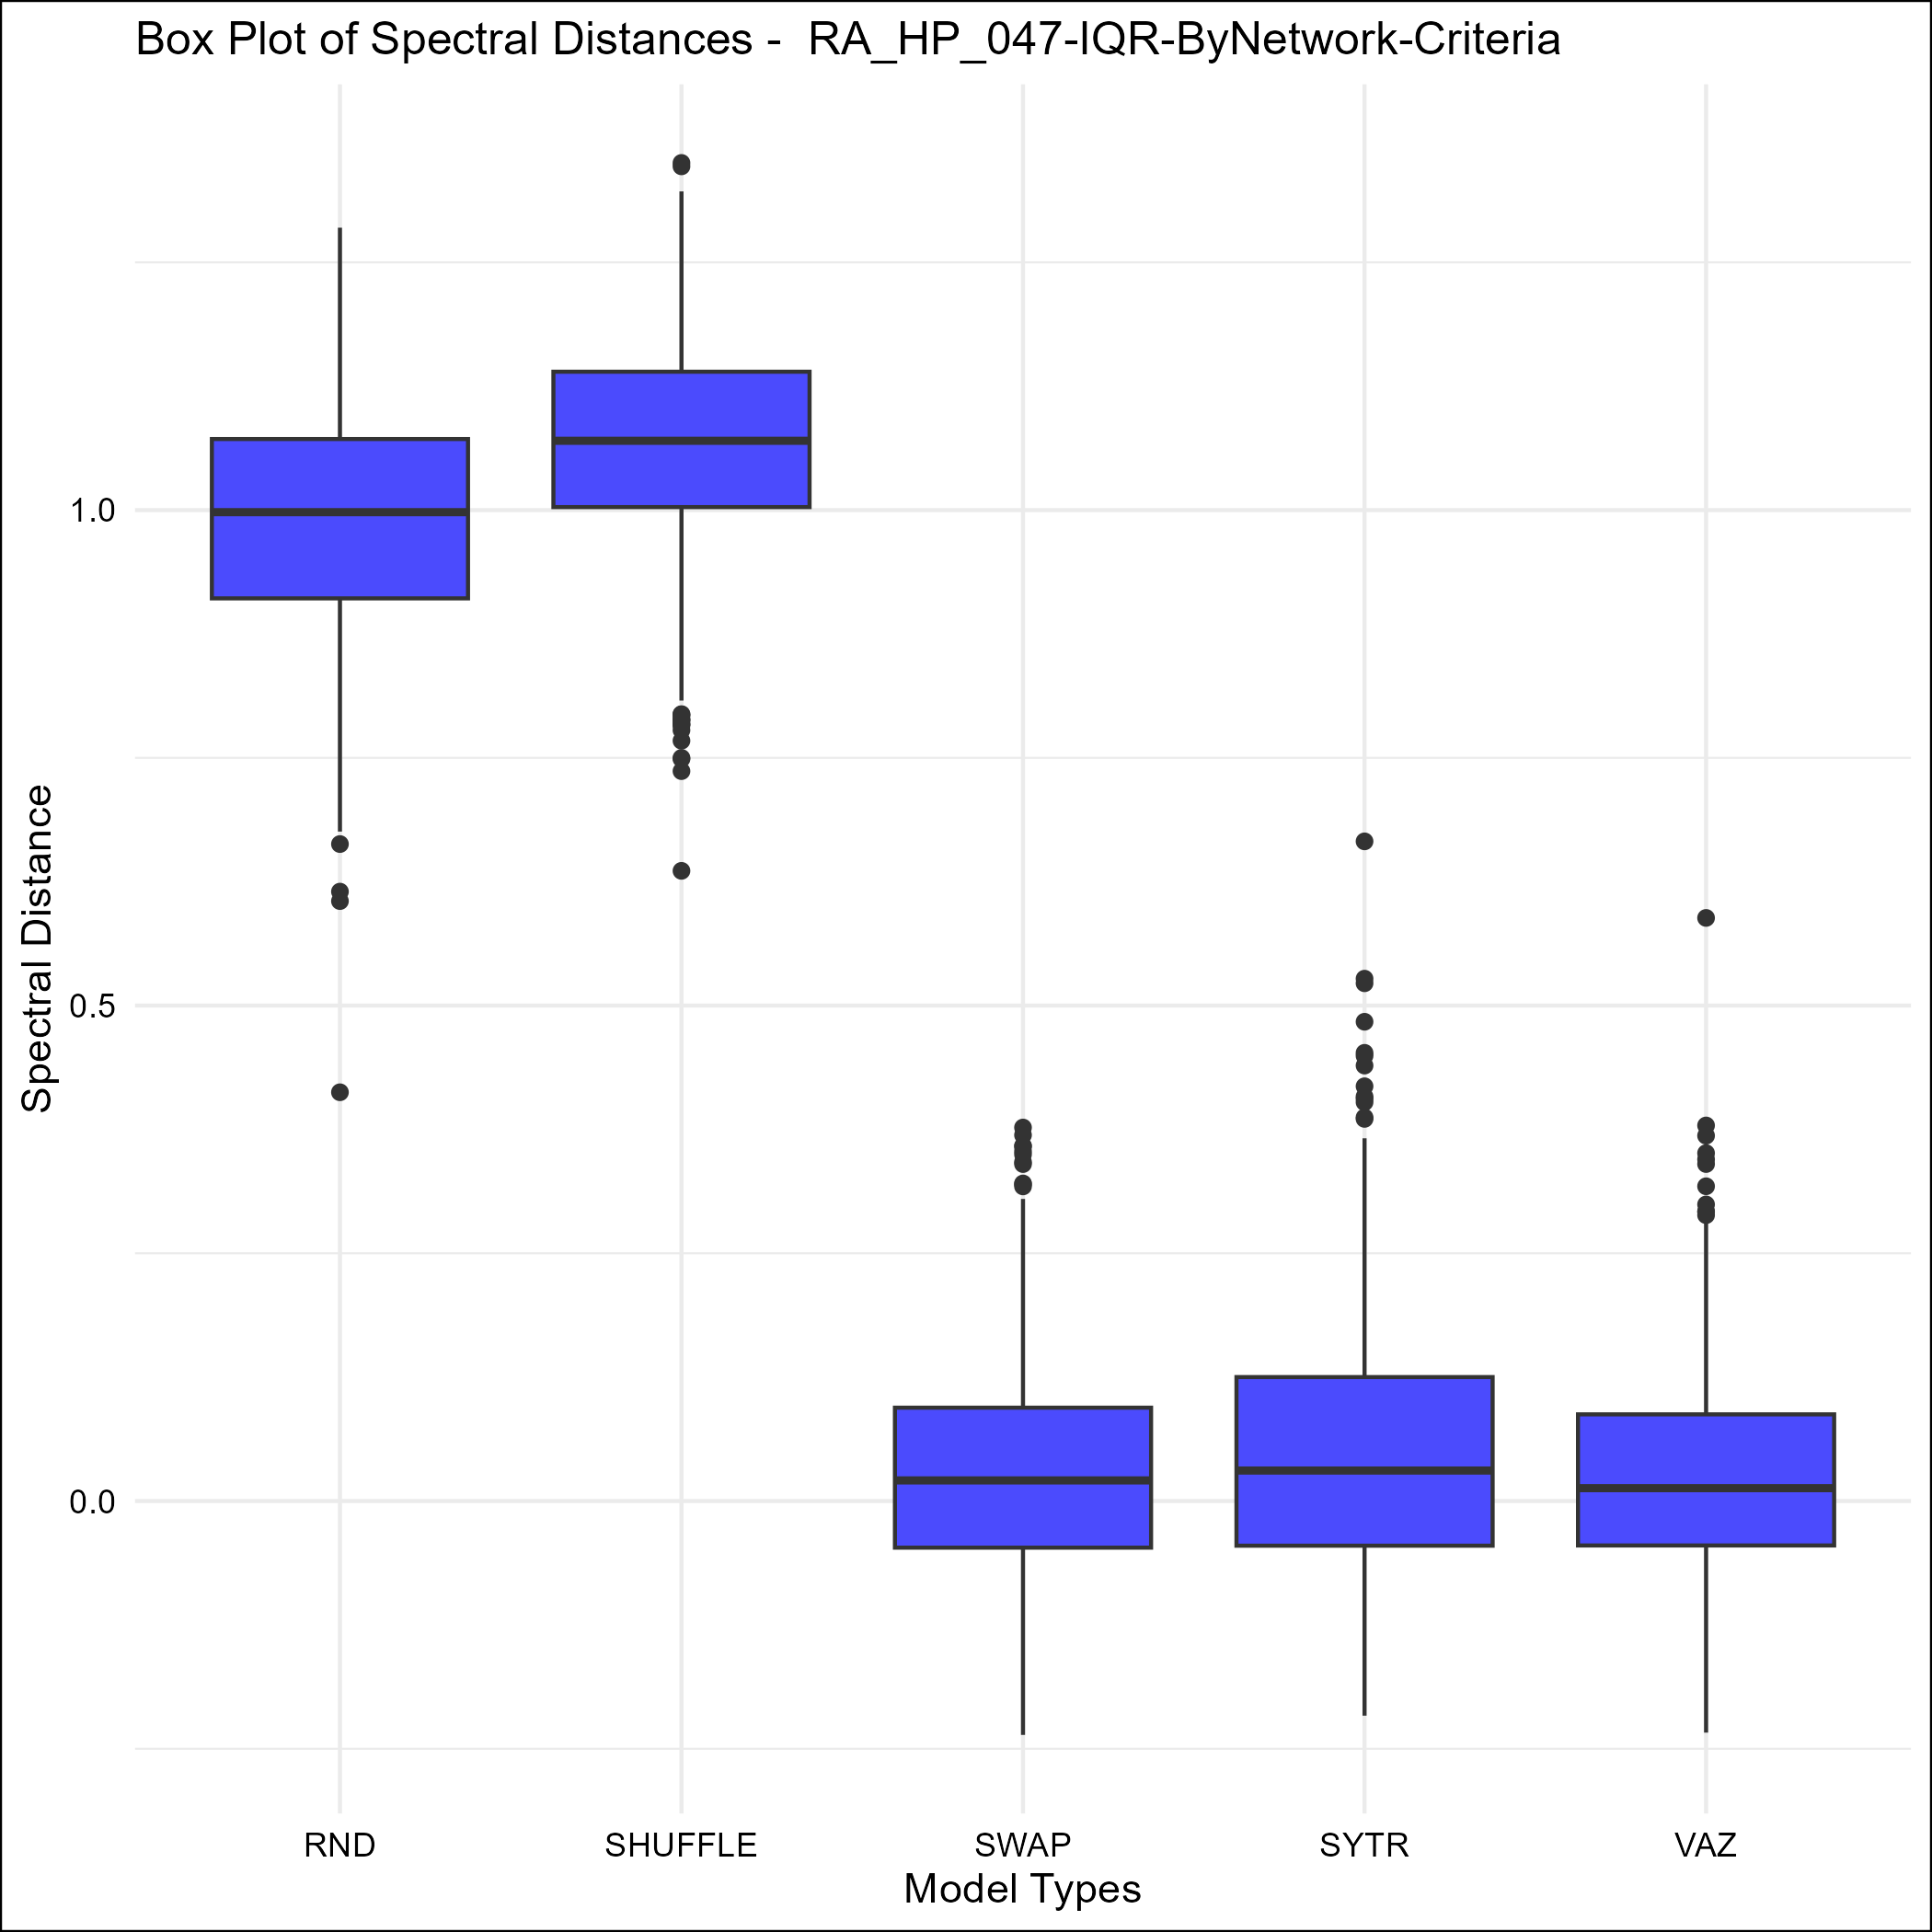 Box Plot of Spectral Distances -  RA_HP_047-IQR-ByNetwork-Criteria
Spectral Distance
1.0
0.5
0.0
RND SHUFFLE SWAP SYTR VAZ
Model Types